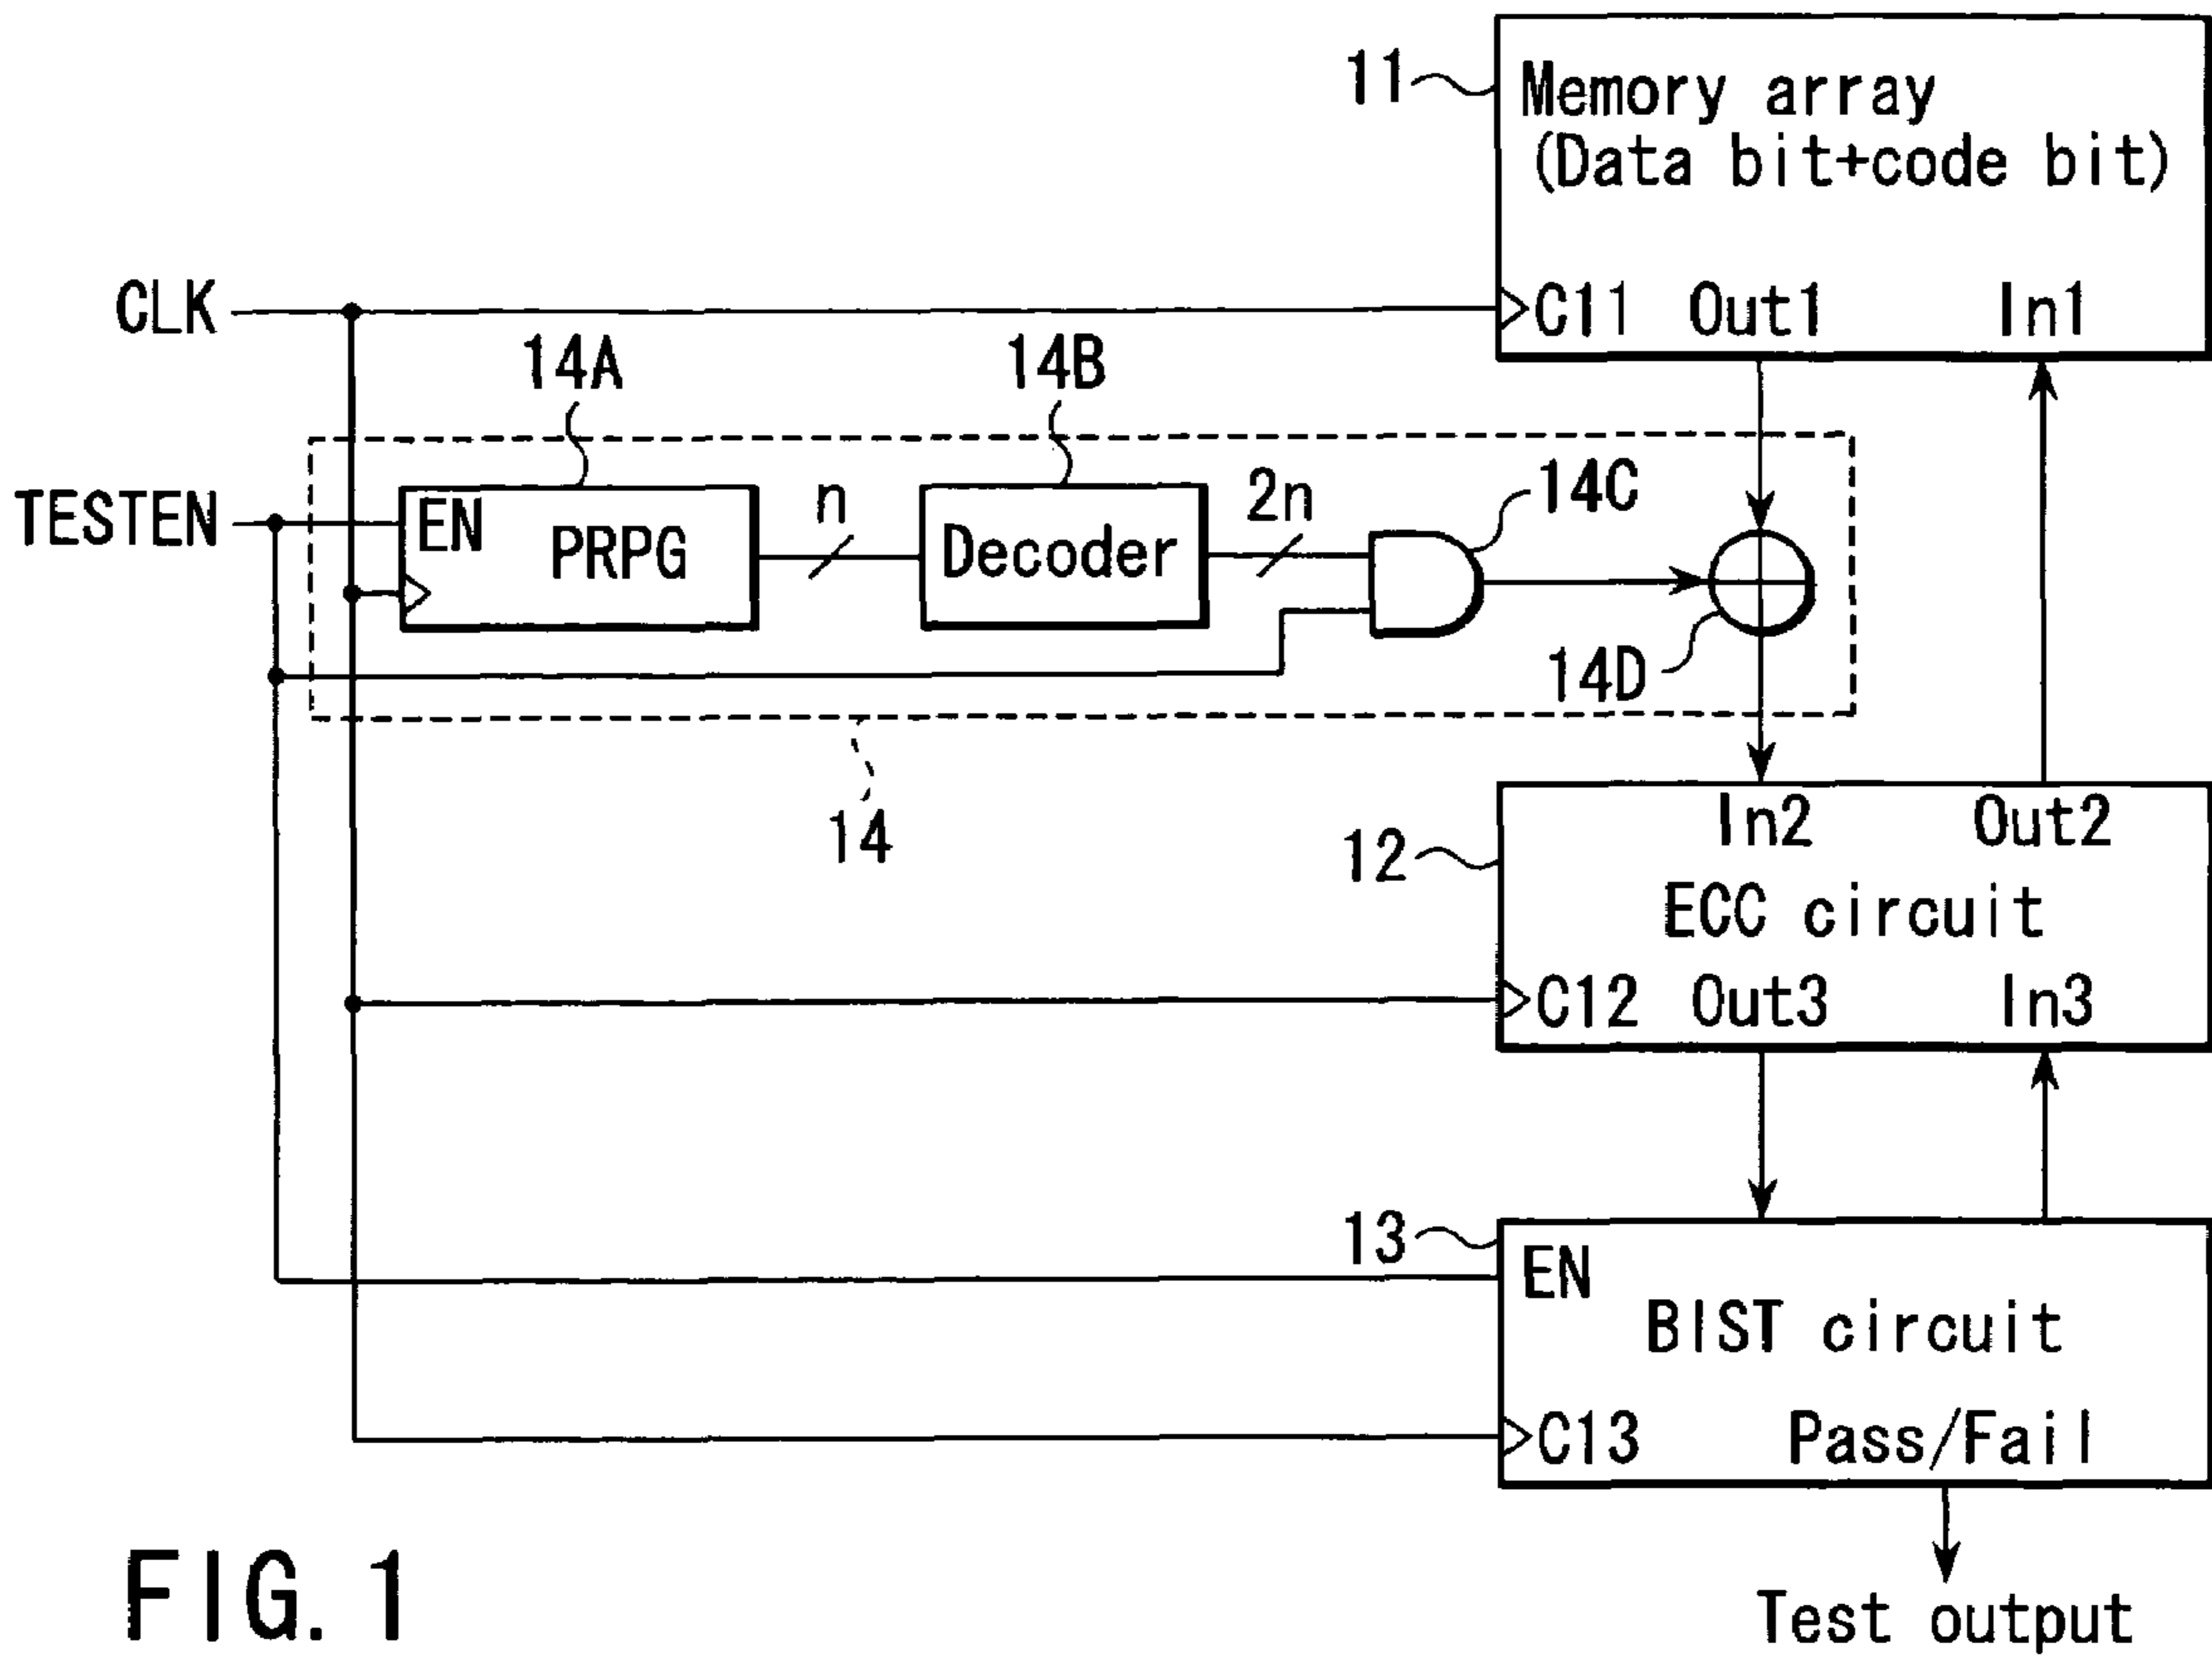 11
Memory array
(Data bit+code bit)
CLK
C11 Out1 In1
14A
14B
TESTEN
EN
PRPG
n
Decoder
2n
14C
14D
14
In2 Out2
12
ECC circuit
C12 Out3 In3
13
EN
BIST circuit
C13 Pass/Fail
Test output
FIG. 1